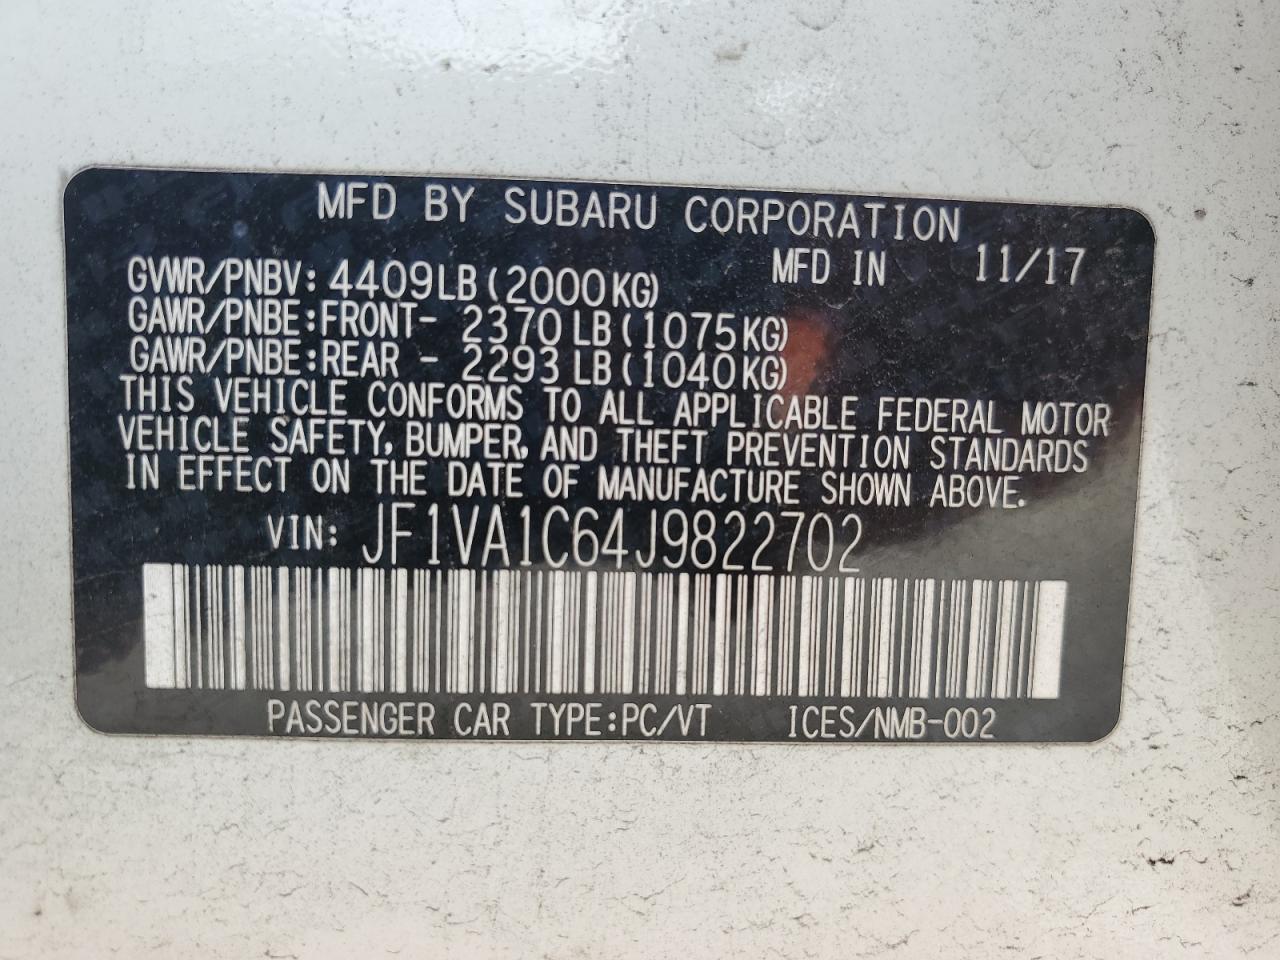 MFD BY SUBARU CORPORATION
MFD IN 11/17
GVWR/PNBV: 4409LB (2000KG)
GAWR/PNBE:FRONT- 2370 LB (1075KG)
GAWR/PNBE:REAR - 2293 LB (1040KG)
THIS VEHICLE CONFORMS TO ALL APPLICABLE FEDERAL MOTOR
VEHICLE SAFETY, BUMPER, AND THEFT PREVENTION STANDARDS
IN EFFECT ON THE DATE OF MANUFACTURE SHOWN ABOVE.
VIN: JF1VA1C64J9822702
PASSENGER CAR TYPE:PC/VT ICES/NMB-002